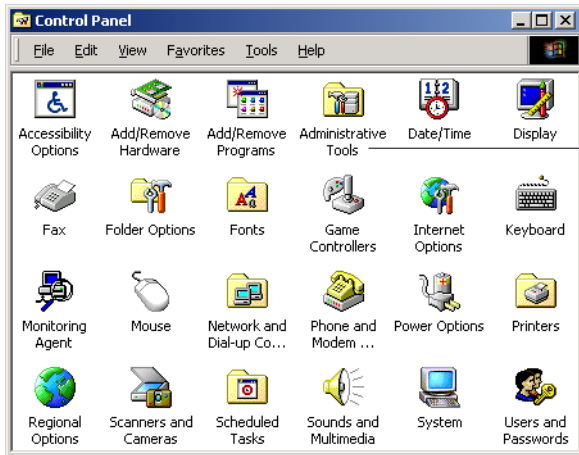 Control Panel
File Edit View Favorites Tools Help
Accessibility Options
Add/Remove Hardware
Add/Remove Programs
Administrative Tools
Date/Time
Display
Fax
Folder Options
Fonts
Game Controllers
Internet Options
Keyboard
Monitoring Agent
Mouse
Network and Dial-up Co...
Phone and Modem ...
Power Options
Printers
Regional Options
Scanners and Cameras
Scheduled Tasks
Sounds and Multimedia
System
Users and Passwords